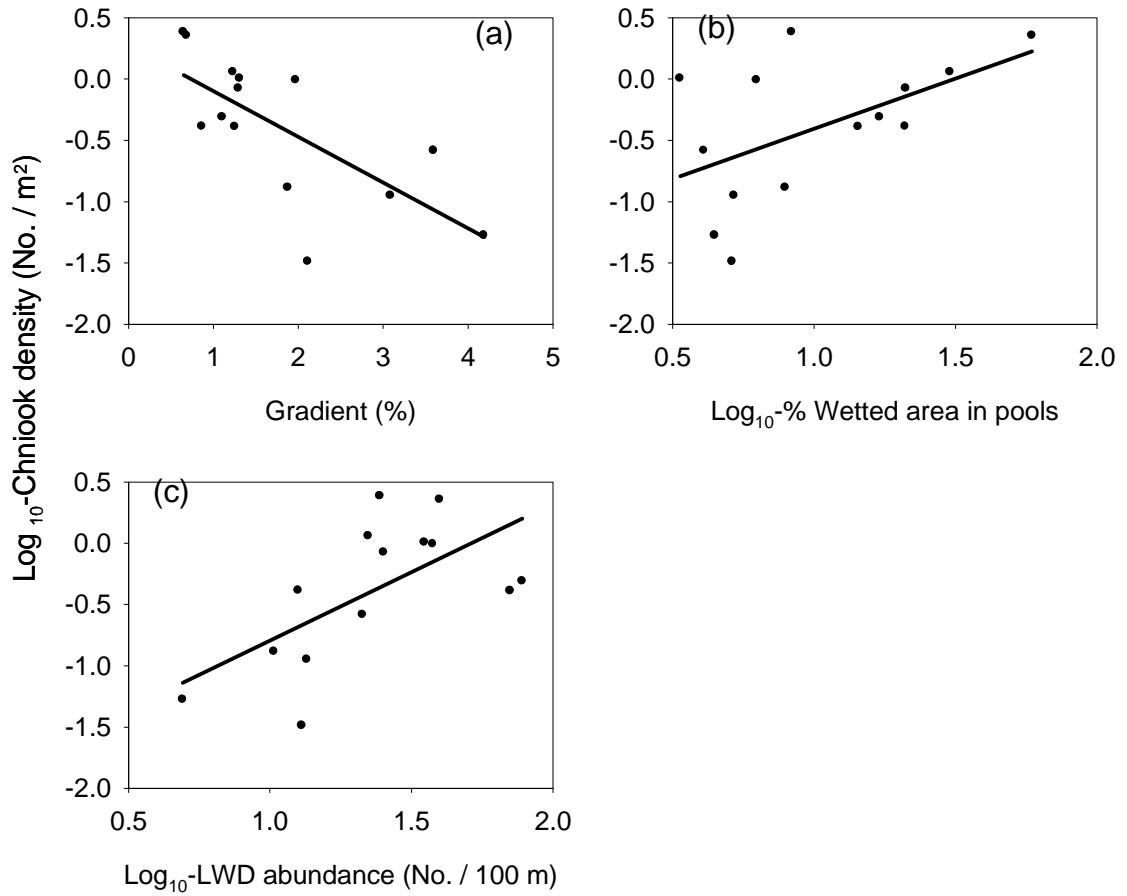 Log 10-Chniook density (No. / m²)
(a)
0.5
0.0
-0.5
-1.0
-1.5
-2.0
0 1 2 3 4 5
Gradient (%)
(b)
0.5
0.0
-0.5
-1.0
-1.5
-2.0
0.5 1.0 1.5 2.0
Log10-% Wetted area in pools
(c)
0.5
0.0
-0.5
-1.0
-1.5
-2.0
0.5 1.0 1.5 2.0
Log10-LWD abundance (No. / 100 m)